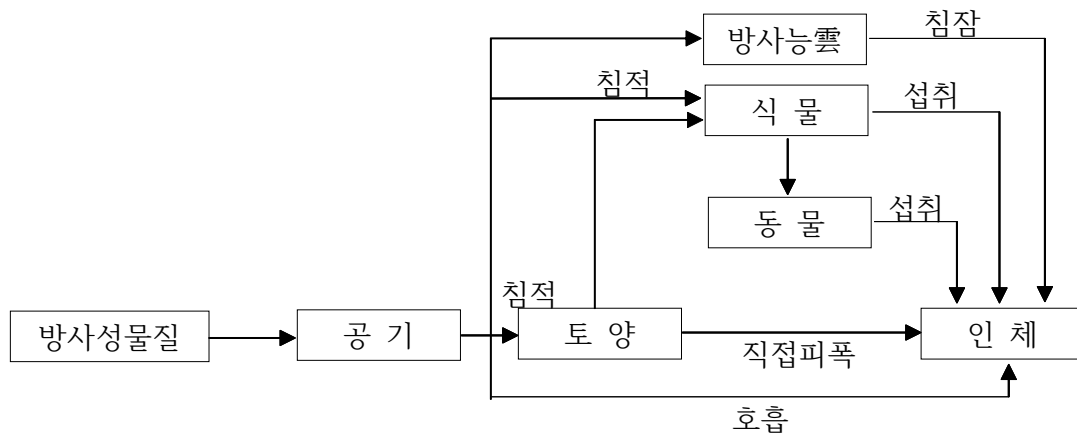 방사능雲
침잠
침적
식 물
섭취
동 물
섭취
침적
방사성물질
공 기
토 양
직접피폭
인 체
호흡